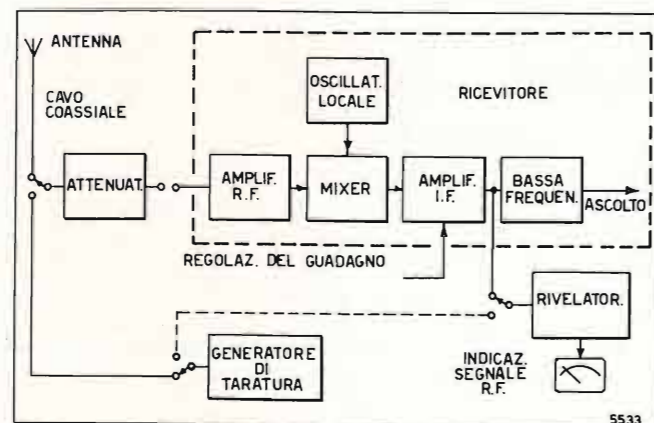 ANTENNA
CAVO
COASSIALE
ATTENUAT.
OSCILLAT.
LOCALE
RICEVITORE
AMPLIF.
R.F.
MIXER
AMPLIF.
I.F.
BASSA
FREQUEN.
ASCOLTO
REGOLAZ. DEL GUADAGNO
RIVELATOR.
GENERATORE
DI
TARATURA
INDICAZ.
SEGNALE
R.F.
5533